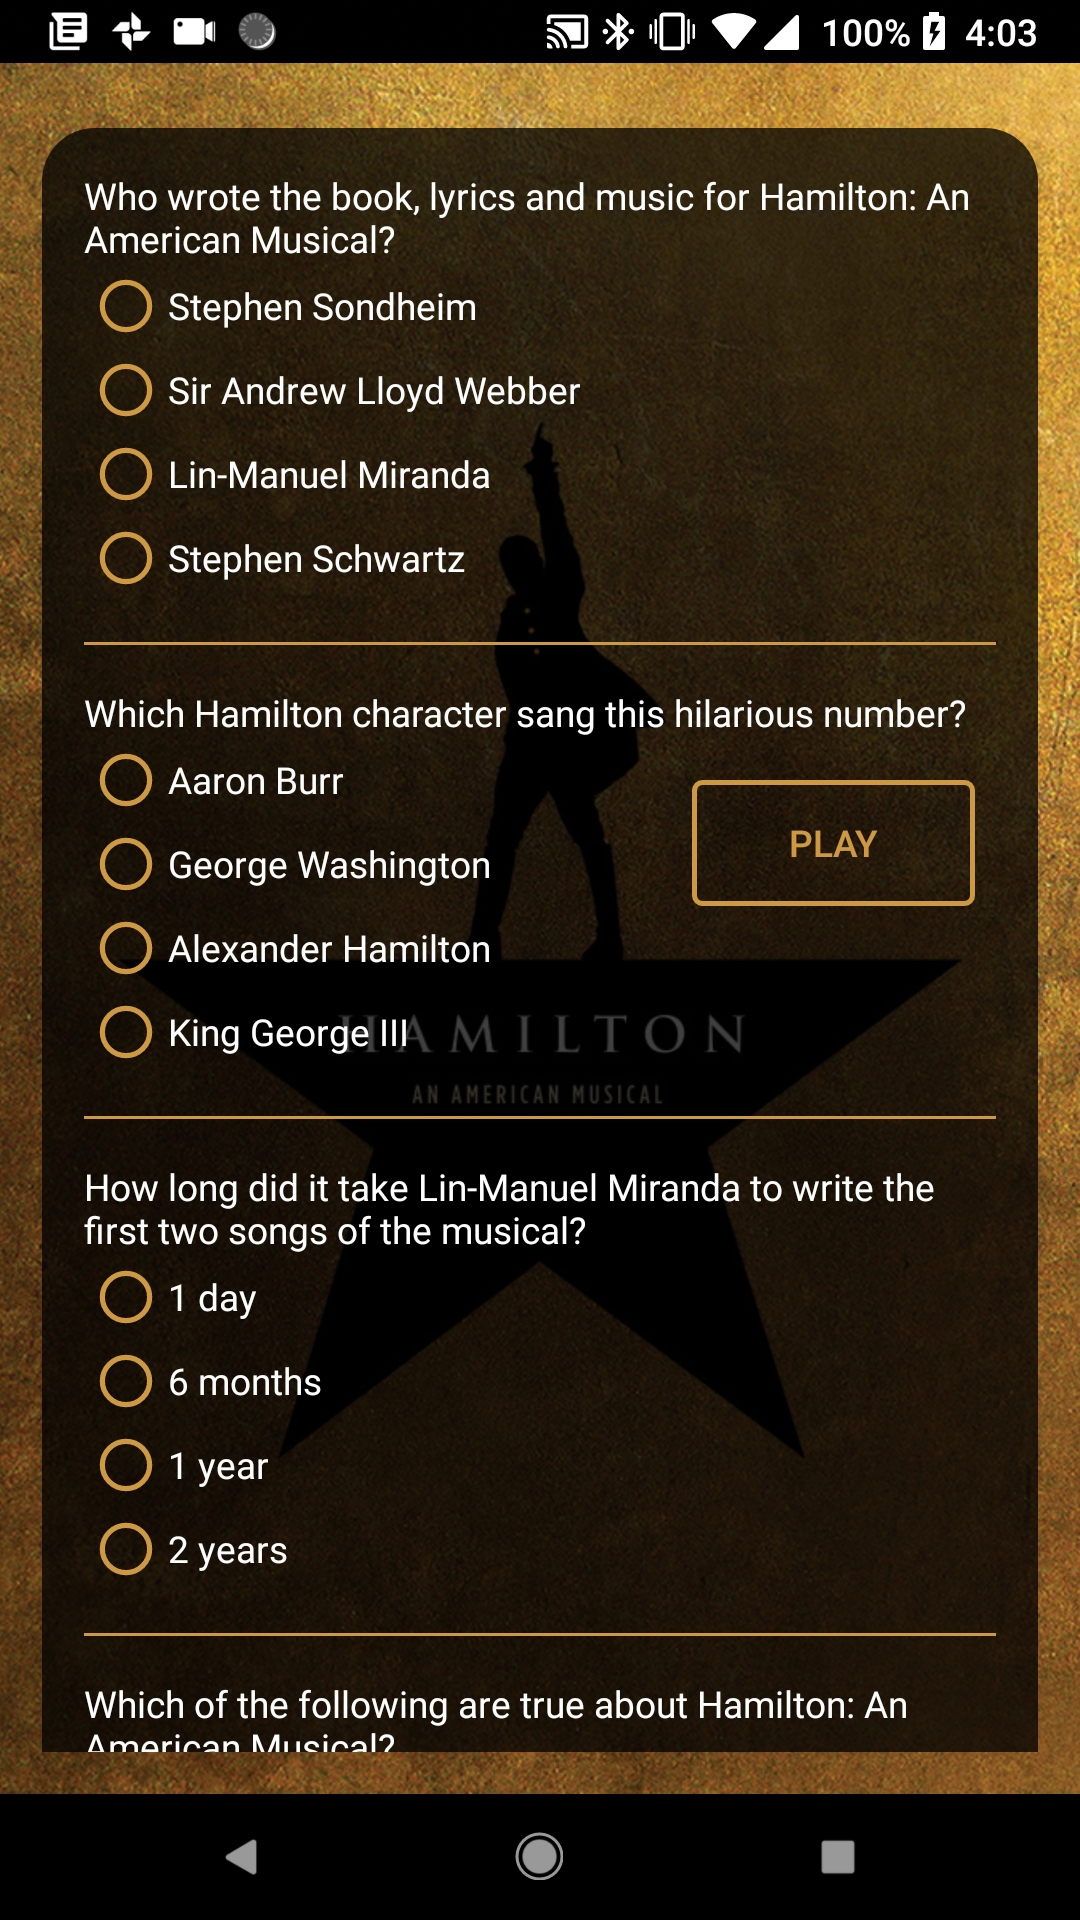 100% 4:03
Who wrote the book, lyrics and music for Hamilton: An
American Musical?
Stephen Sondheim
Sir Andrew Lloyd Webber
Lin-Manuel Miranda
Stephen Schwartz
Which Hamilton character sang this hilarious number?
Aaron Burr
PLAY
George Washington
Alexander Hamilton
King George III
HAMILTON
AN AMERICAN MUSICAL
How long did it take Lin-Manuel Miranda to write the
first two songs of the musical?
1 day
6 months
1 year
2 years
Which of the following are true about Hamilton: An
American Musical?